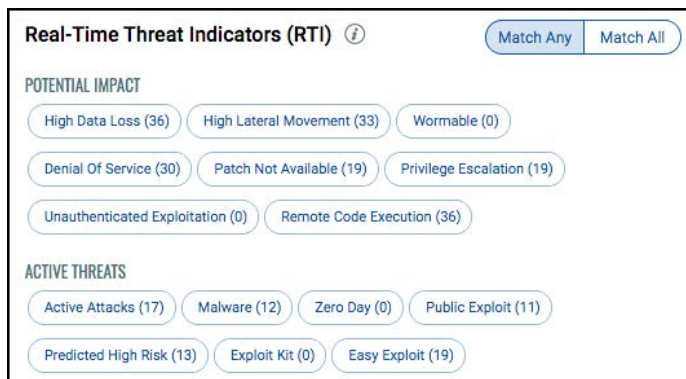 Real-Time Threat Indicators (RTI) i Match Any Match All
POTENTIAL IMPACT
High Data Loss (36) High Lateral Movement (33) Wormable (0)
Denial Of Service (30) Patch Not Available (19) Privilege Escalation (19)
Unauthenticated Exploitation (0) Remote Code Execution (36)
ACTIVE THREATS
Active Attacks (17) Malware (12) Zero Day (0) Public Exploit (11)
Predicted High Risk (13) Exploit Kit (0) Easy Exploit (19)